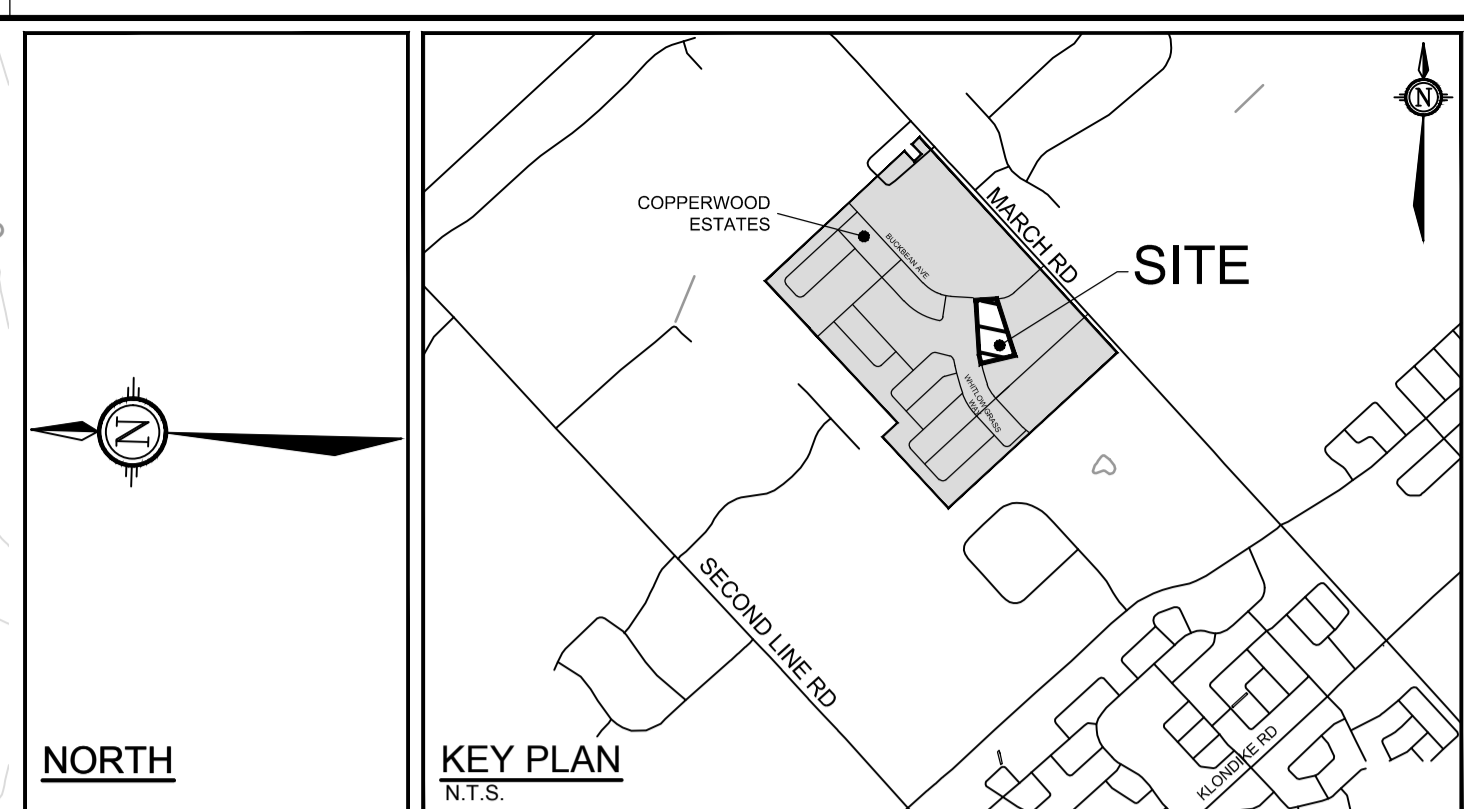 N
NORTH
N
COPPERWOOD
ESTATES
MARCH RD
BUCKBEAN AVE
SITE
WHITLOW GRASS
WAY
SECOND LINE RD
KLONDIKE RD
KEY PLAN
N.T.S.